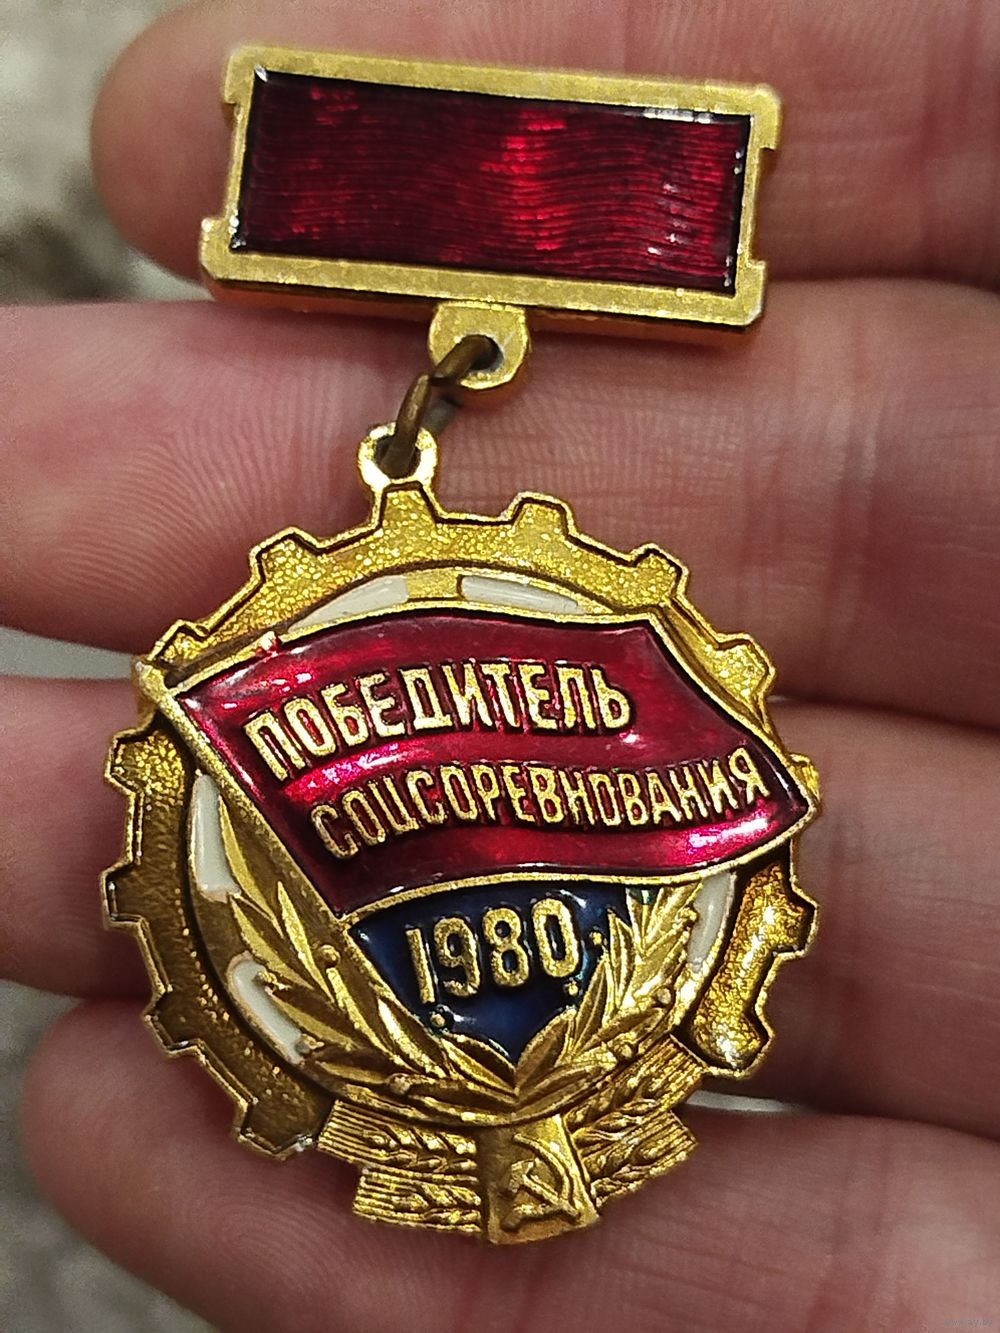 ПОБЕДИТЕЛЬ
СОЦСОРЕВНОВАНИЯ
1980